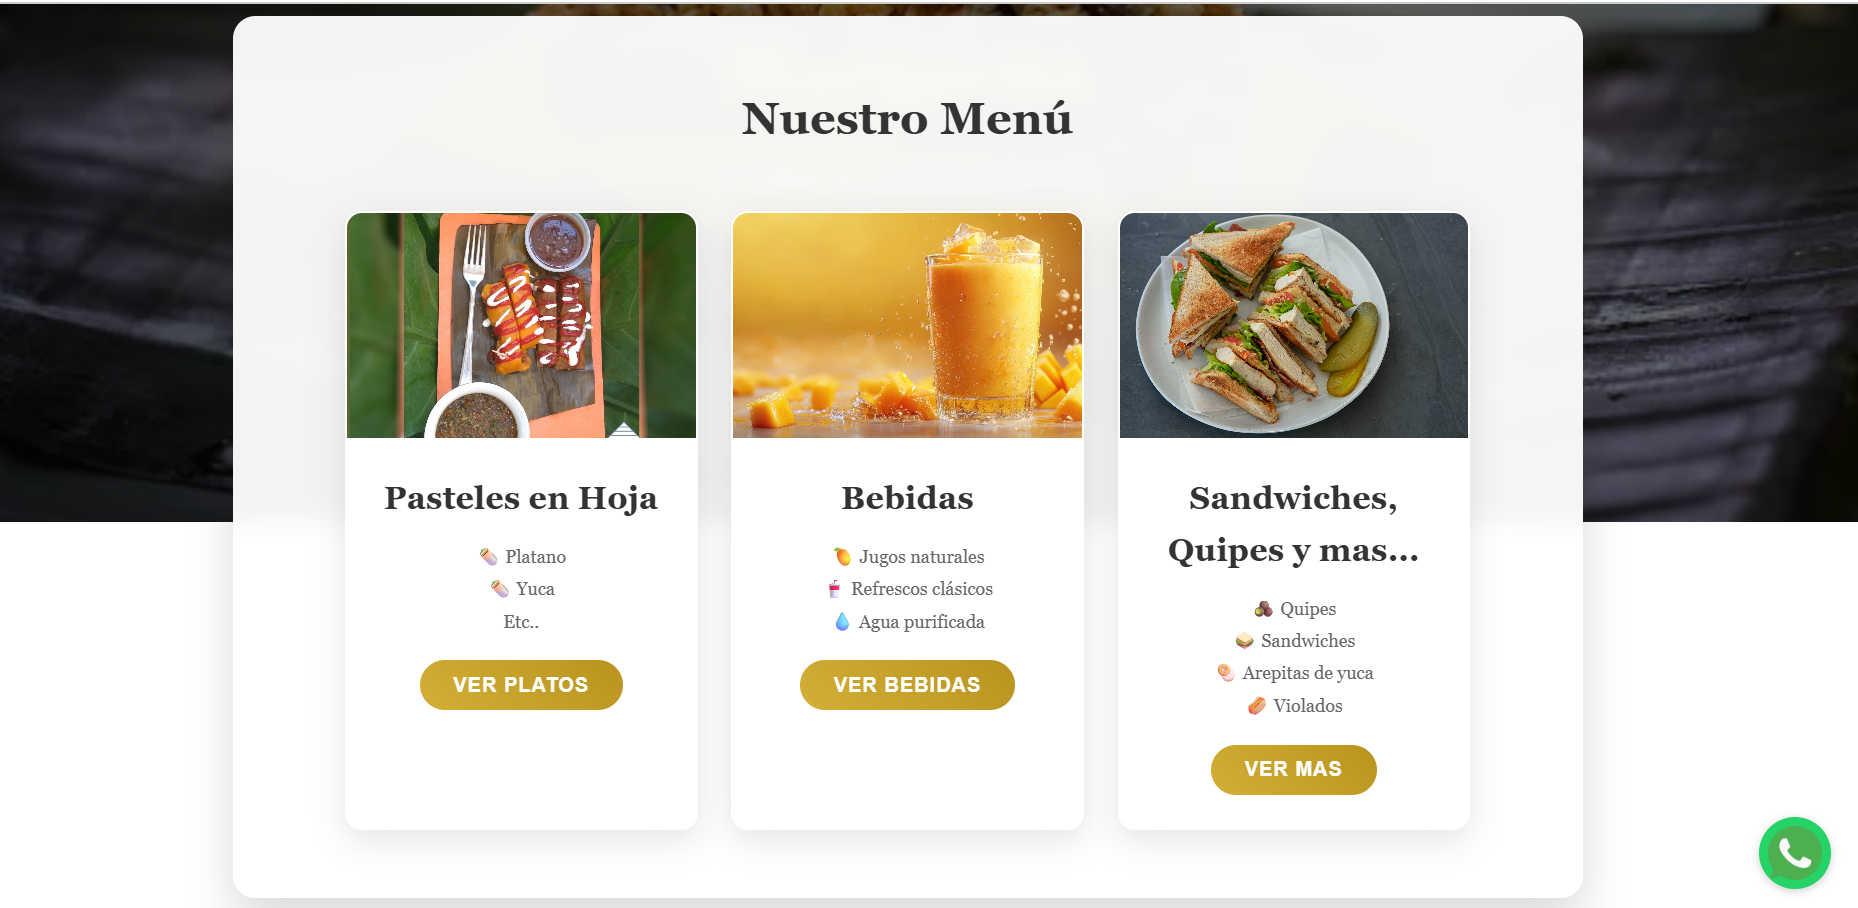 Nuestro Menú
Pasteles en Hoja
Platano
Yuca
Etc..
VER PLATOS
Bebidas
Jugos naturales
Refrescos clásicos
Agua purificada
VER BEBIDAS
Sandwiches,
Quipes y mas...
Quipes
Sandwiches
Arepitas de yuca
Violados
VER MAS